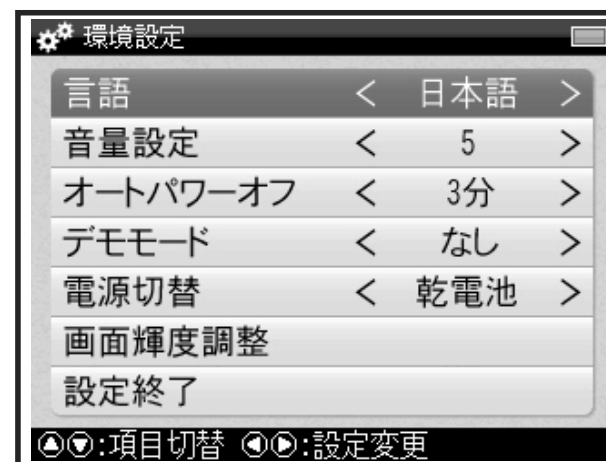 環境設定
言語 < 日本語 >
音量設定 < 5 >
オートパワーオフ < 3分 >
デモモード < なし >
電源切替 < 乾電池 >
画面輝度調整
設定終了
▲▼:項目切替 ◀▶:設定変更